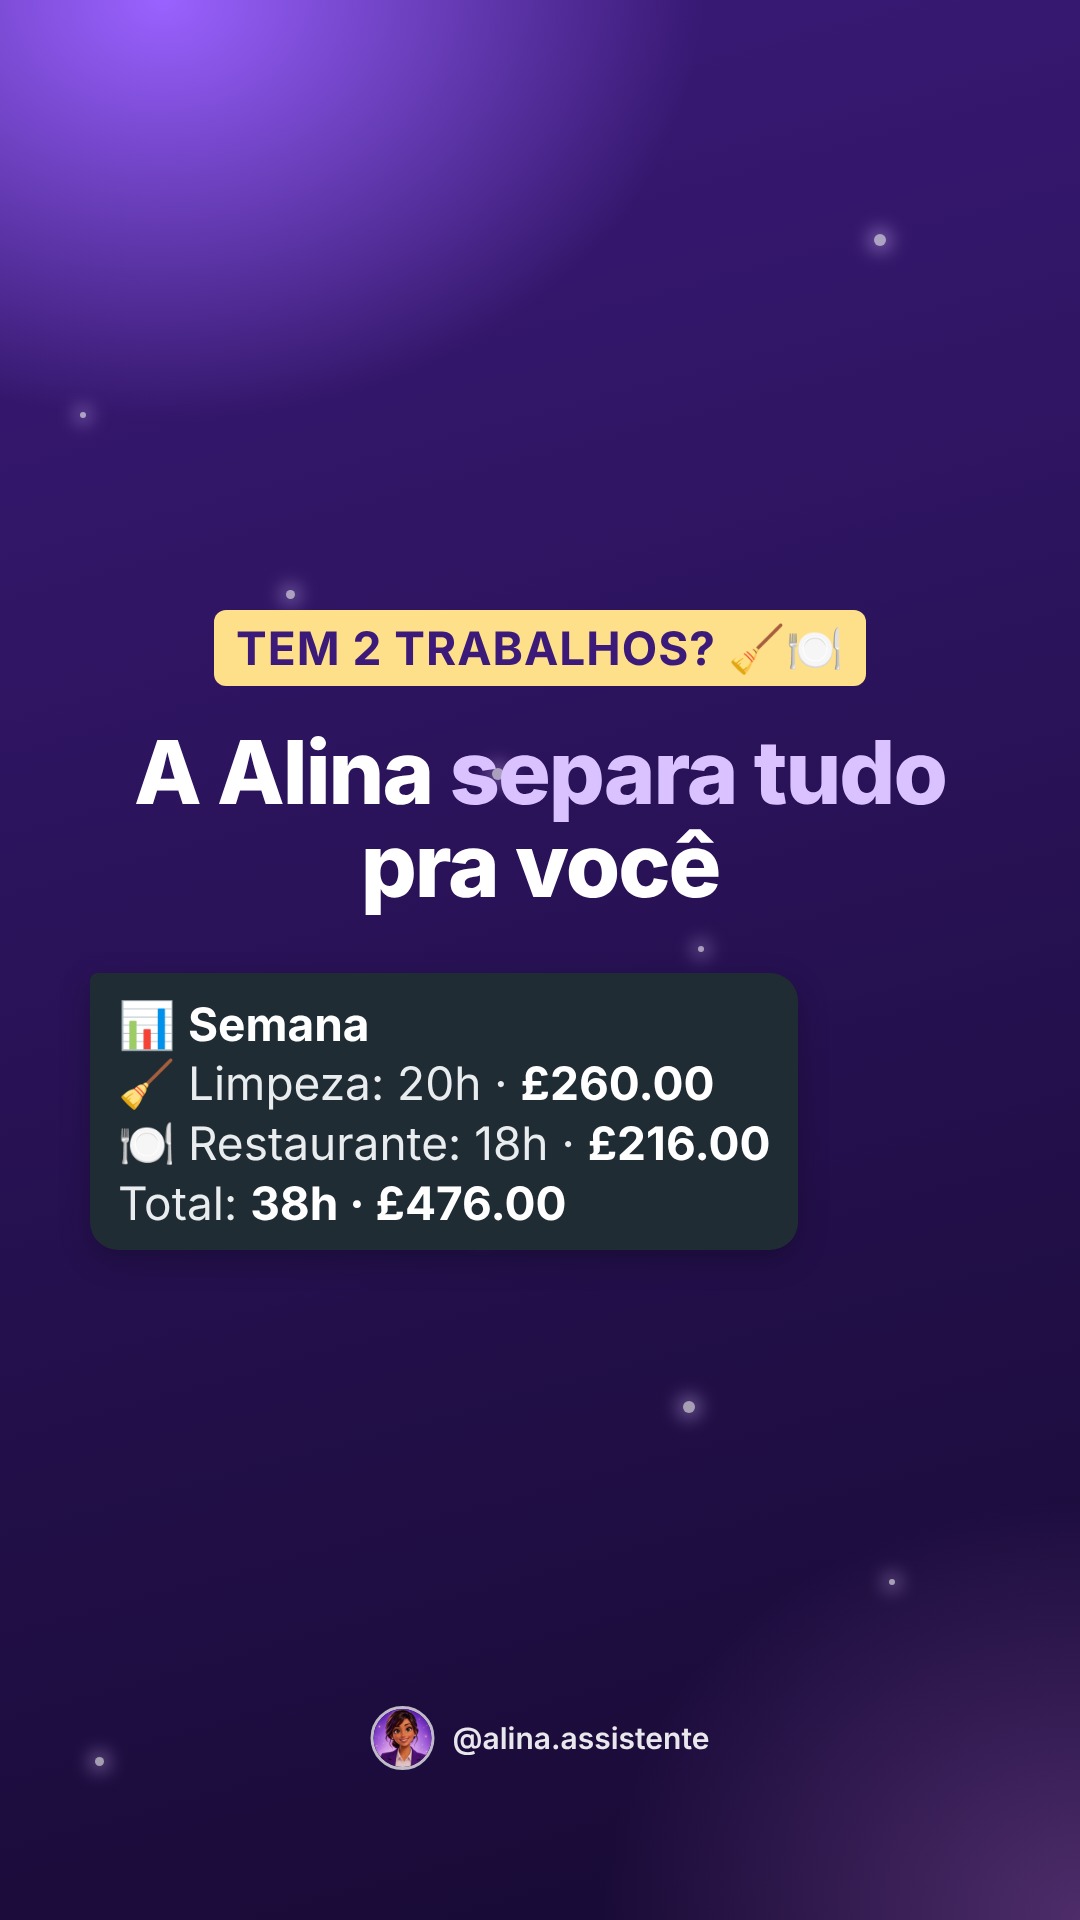 TEM 2 TRABALHOS? 🧹🍽️
A Alina separa tudo
pra você
📊 Semana
🧹 Limpeza: 20h · £260.00
🍽️ Restaurante: 18h · £216.00
Total: 38h · £476.00
@alina.assistente